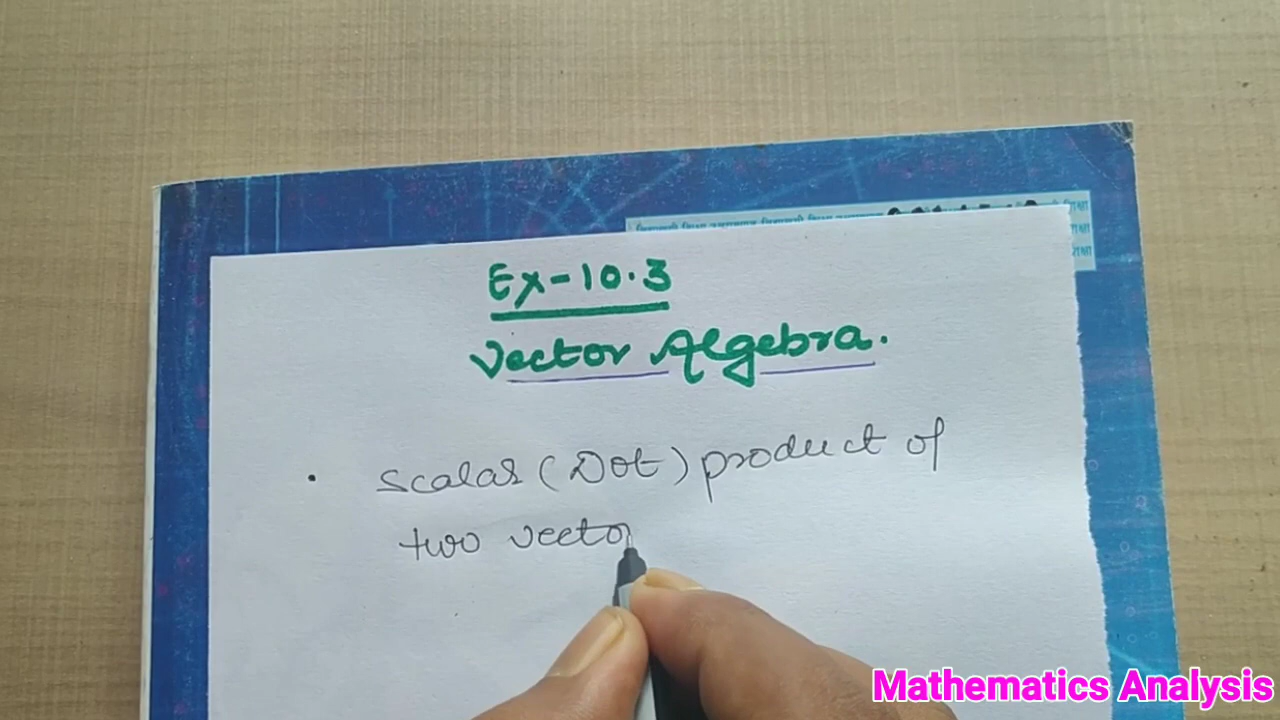 Ex-10.3
Vector Algebra.
• Scalar (Dot) product of
two vecto
Mathematics Analysis